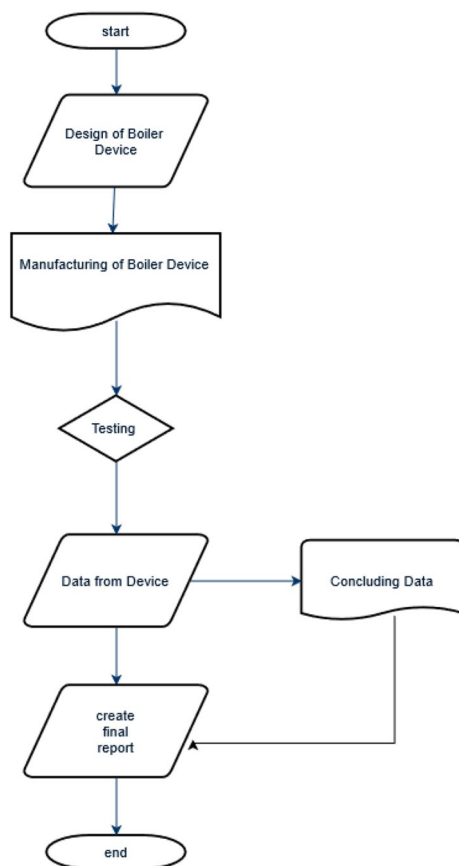 start
Design of Boiler
Device
Manufacturing of Boiler Device
Testing
Data from Device
Concluding Data
create
final
report
end